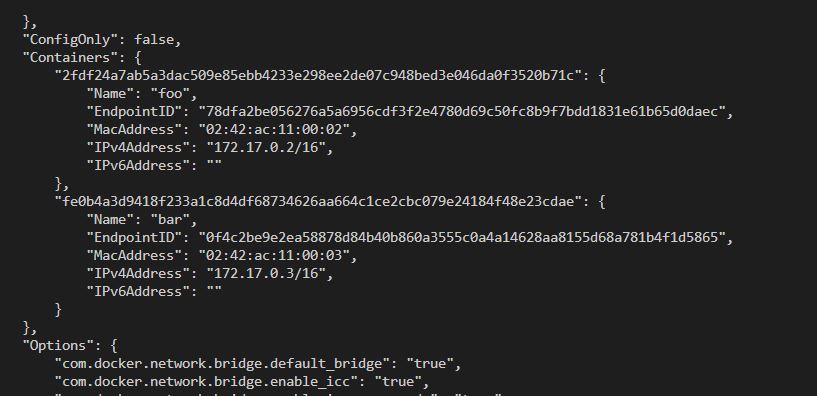 },
"ConfigOnly": false,
"Containers": {
"2fdf24a7ab5a3dac509e85ebb4233e298ee2de07c948bed3e046da0f3520b71c": {
"Name": "foo",
"EndpointID": "78dfa2be056276a5a6956cdf3f2e4780d69c50fc8b9f7bdd1831e61b65d0daec",
"MacAddress": "02:42:ac:11:00:02",
"IPv4Address": "172.17.0.2/16",
"IPv6Address": ""
},
"fe0b4a3d9418f233a1c8d4df68734626aa664c1ce2cbc079e24184f48e23cdae": {
"Name": "bar",
"EndpointID": "0f4c2be9e2ea58878d84b40b860a3555c0a4a14628aa8155d68a781b4f1d5865",
"MacAddress": "02:42:ac:11:00:03",
"IPv4Address": "172.17.0.3/16",
"IPv6Address": ""
}
},
"Options": {
"com.docker.network.bridge.default_bridge": "true",
"com.docker.network.bridge.enable_icc": "true",